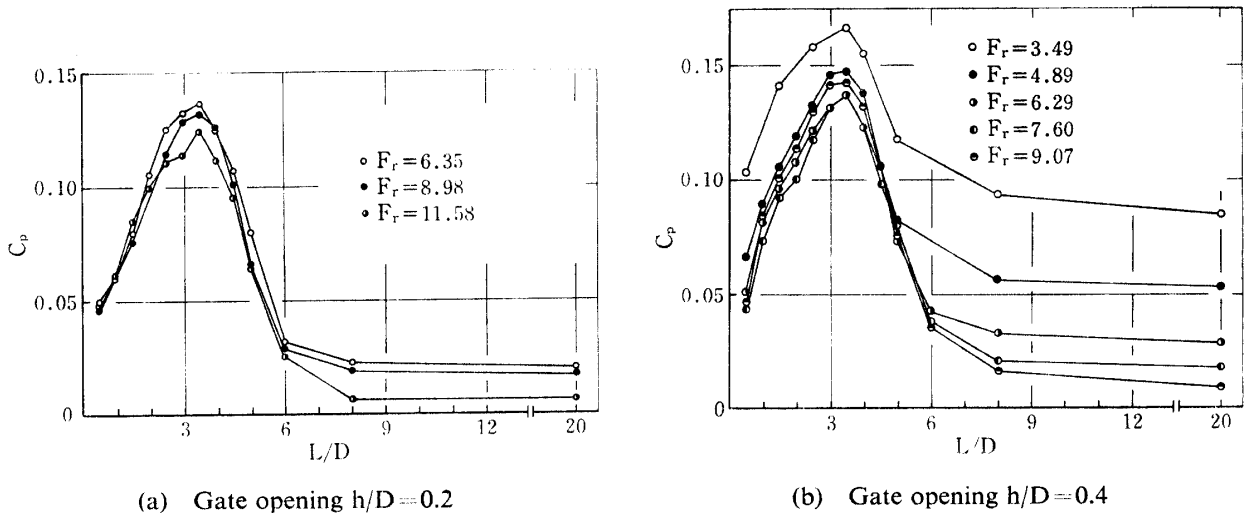 0.15
0.10
0.05
0
C_p
3
6
9
12
20
L/D
F_r=6.35
F_r=8.98
F_r=11.58
(a) Gate opening h/D=0.2
0.15
0.10
0.05
0
C_p
3
6
9
12
20
L/D
F_r=3.49
F_r=4.89
F_r=6.29
F_r=7.60
F_r=9.07
(b) Gate opening h/D=0.4